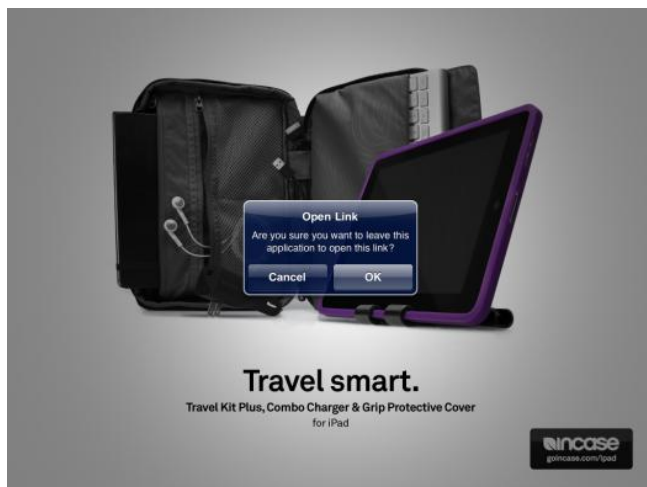 Open Link
Are you sure you want to leave this
application to open this link?
Cancel
OK
Travel smart.
Travel Kit Plus, Combo Charger & Grip Protective Cover
for iPad
incase
goincase.com/ipad